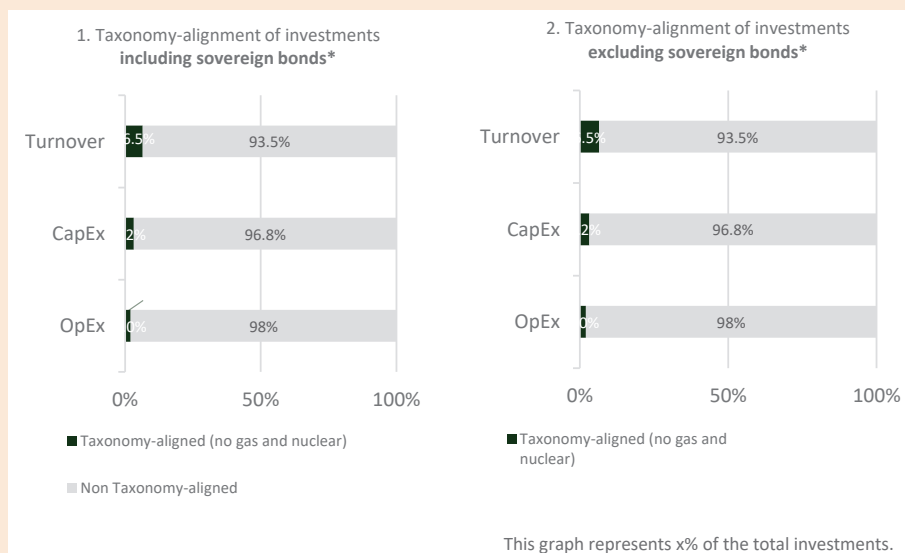 1. Taxonomy-alignment of investments
including sovereign bonds*
Turnover
6.5%
93.5%
CapEx
2%
96.8%
OpEx
0%
98%
0%
50%
100%
Taxonomy-aligned (no gas and nuclear)
Non Taxonomy-aligned
2. Taxonomy-alignment of investments
excluding sovereign bonds*
Turnover
.5%
93.5%
CapEx
2%
96.8%
OpEx
0%
98%
0%
50%
100%
Taxonomy-aligned (no gas and
nuclear)
This graph represents x% of the total investments.